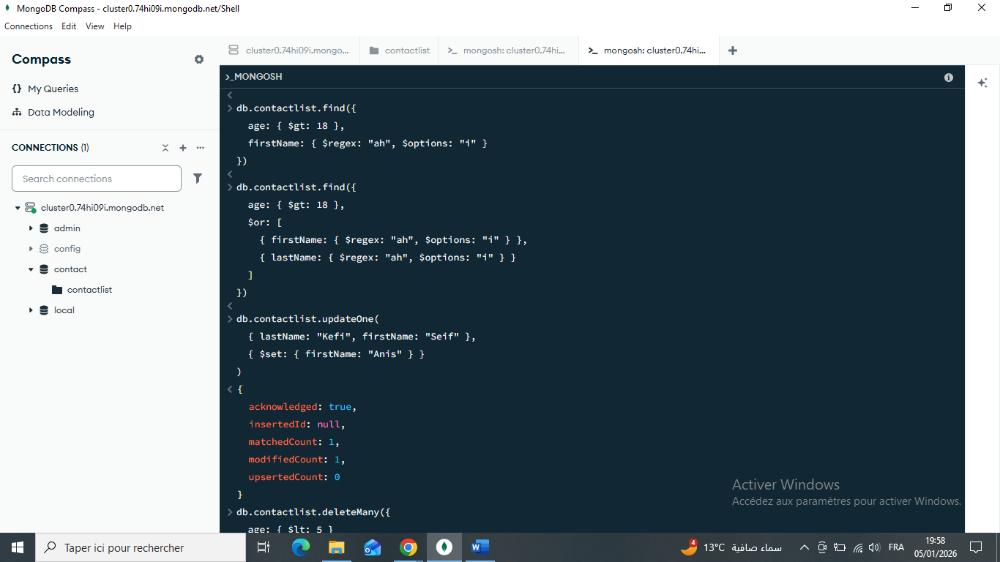 MongoDB Compass - cluster0.74hi09i.mongodb.net/Shell
Connections Edit View Help
Compass
My Queries
Data Modeling
CONNECTIONS (1)
Search connections
cluster0.74hi09i.mongodb.net
admin
config
contact
contactlist
local
cluster0.74hi09i.mongo...
contactlist
mongosh: cluster0.74hi...
mongosh: cluster0.74hi...
>_MONGOSH
db.contactlist.find({
age: { $gt: 18 },
firstName: { $regex: "ah", $options: "i" }
})
db.contactlist.find({
age: { $gt: 18 },
$or: [
{ firstName: { $regex: "ah", $options: "i" } },
{ lastName: { $regex: "ah", $options: "i" } }
]
})
db.contactlist.updateOne(
{ lastName: "Kefi", firstName: "Seif" },
{ $set: { firstName: "Anis" } }
)
{
acknowledged: true,
insertedId: null,
matchedCount: 1,
modifiedCount: 1,
upsertedCount: 0
}
db.contactlist.deleteMany({
age: { $lt: 5 }
Activer Windows
Accédez aux paramètres pour activer Windows.
Taper ici pour rechercher
4
13°C سماء صافية
FRA
19:58
05/01/2026